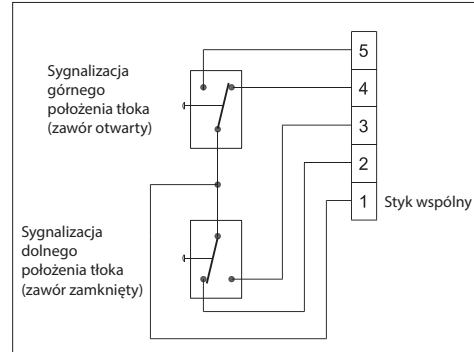 Sygnalizacja
górnego
położenia tłoka
(zawór otwarty)
5
4
3
2
1 Styk wspólny
Sygnalizacja
dolnego
położenia tłoka
(zawór zamknięty)